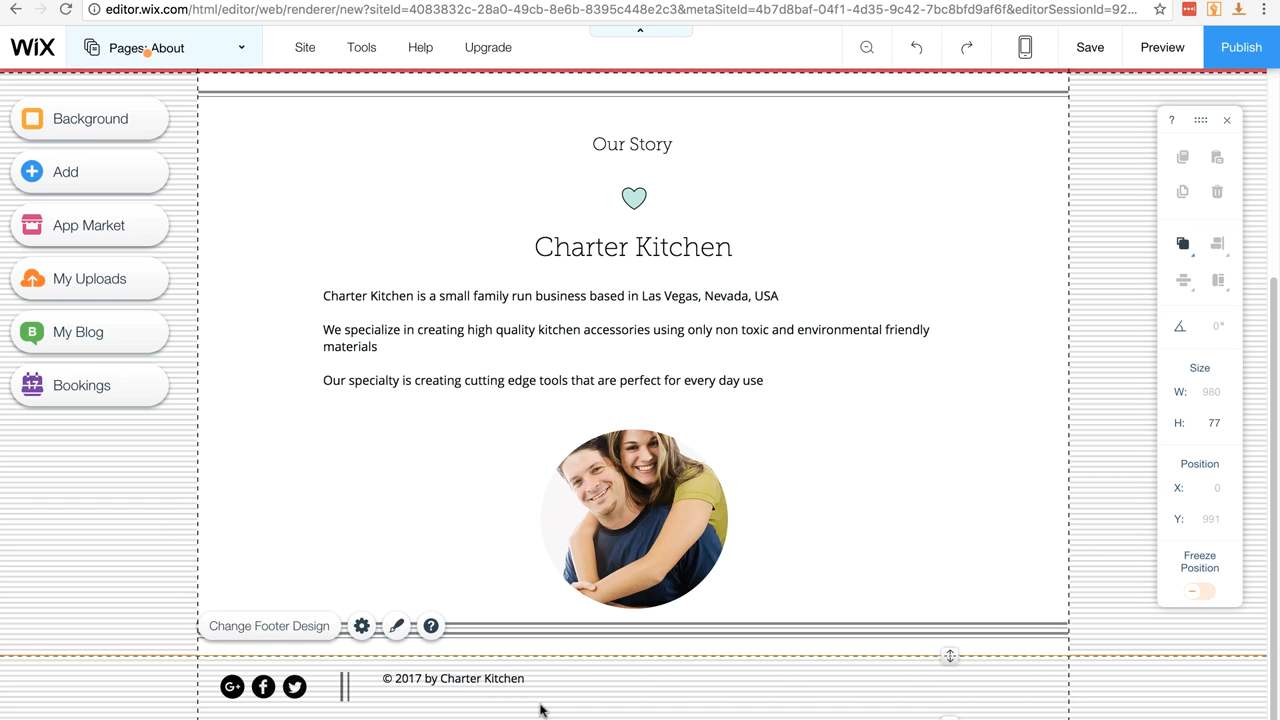 editor.wix.com/html/editor/web/renderer/new?siteId=4083832c-28a0-49cb-8e6b-8395c448e2c3&metaSiteId=4b7d8baf-04f1-4d35-9c42-7bc8bfd9af6f&editorSessionId=92...
WiX
Pages: About
Site
Tools
Help
Upgrade
Save
Preview
Publish
Background
Add
App Market
My Uploads
B
My Blog
17
Bookings
Our Story
Charter Kitchen
Charter Kitchen is a small family run business based in Las Vegas, Nevada, USA
We specialize in creating high quality kitchen accessories using only non toxic and environmental friendly
materials
Our specialty is creating cutting edge tools that are perfect for every day use
Change Footer Design
?
G+ f
© 2017 by Charter Kitchen
?
0°
Size
W: 980
H: 77
Position
X: 0
Y: 991
Freeze
Position